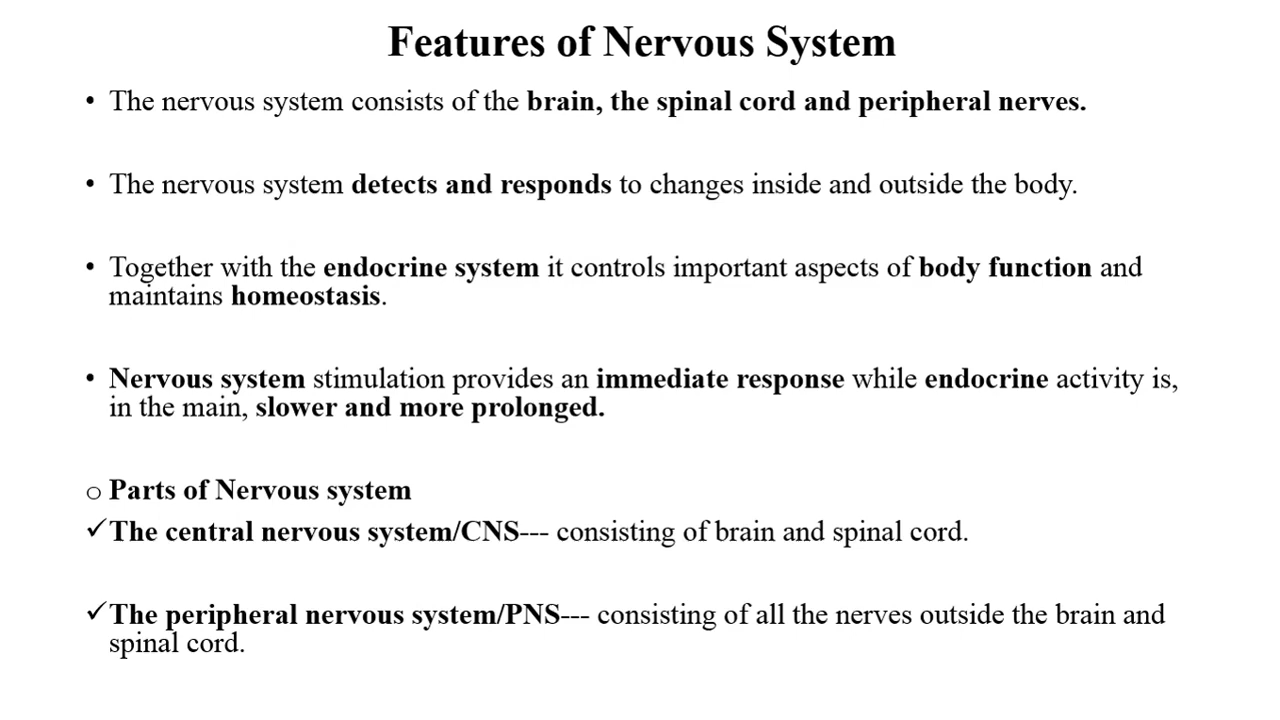 Features of Nervous System
• The nervous system consists of the brain, the spinal cord and peripheral nerves.
• The nervous system detects and responds to changes inside and outside the body.
• Together with the endocrine system it controls important aspects of body function and
maintains homeostasis.
• Nervous system stimulation provides an immediate response while endocrine activity is,
in the main, slower and more prolonged.
o Parts of Nervous system
✓The central nervous system/CNS--- consisting of brain and spinal cord.
✓The peripheral nervous system/PNS--- consisting of all the nerves outside the brain and
spinal cord.